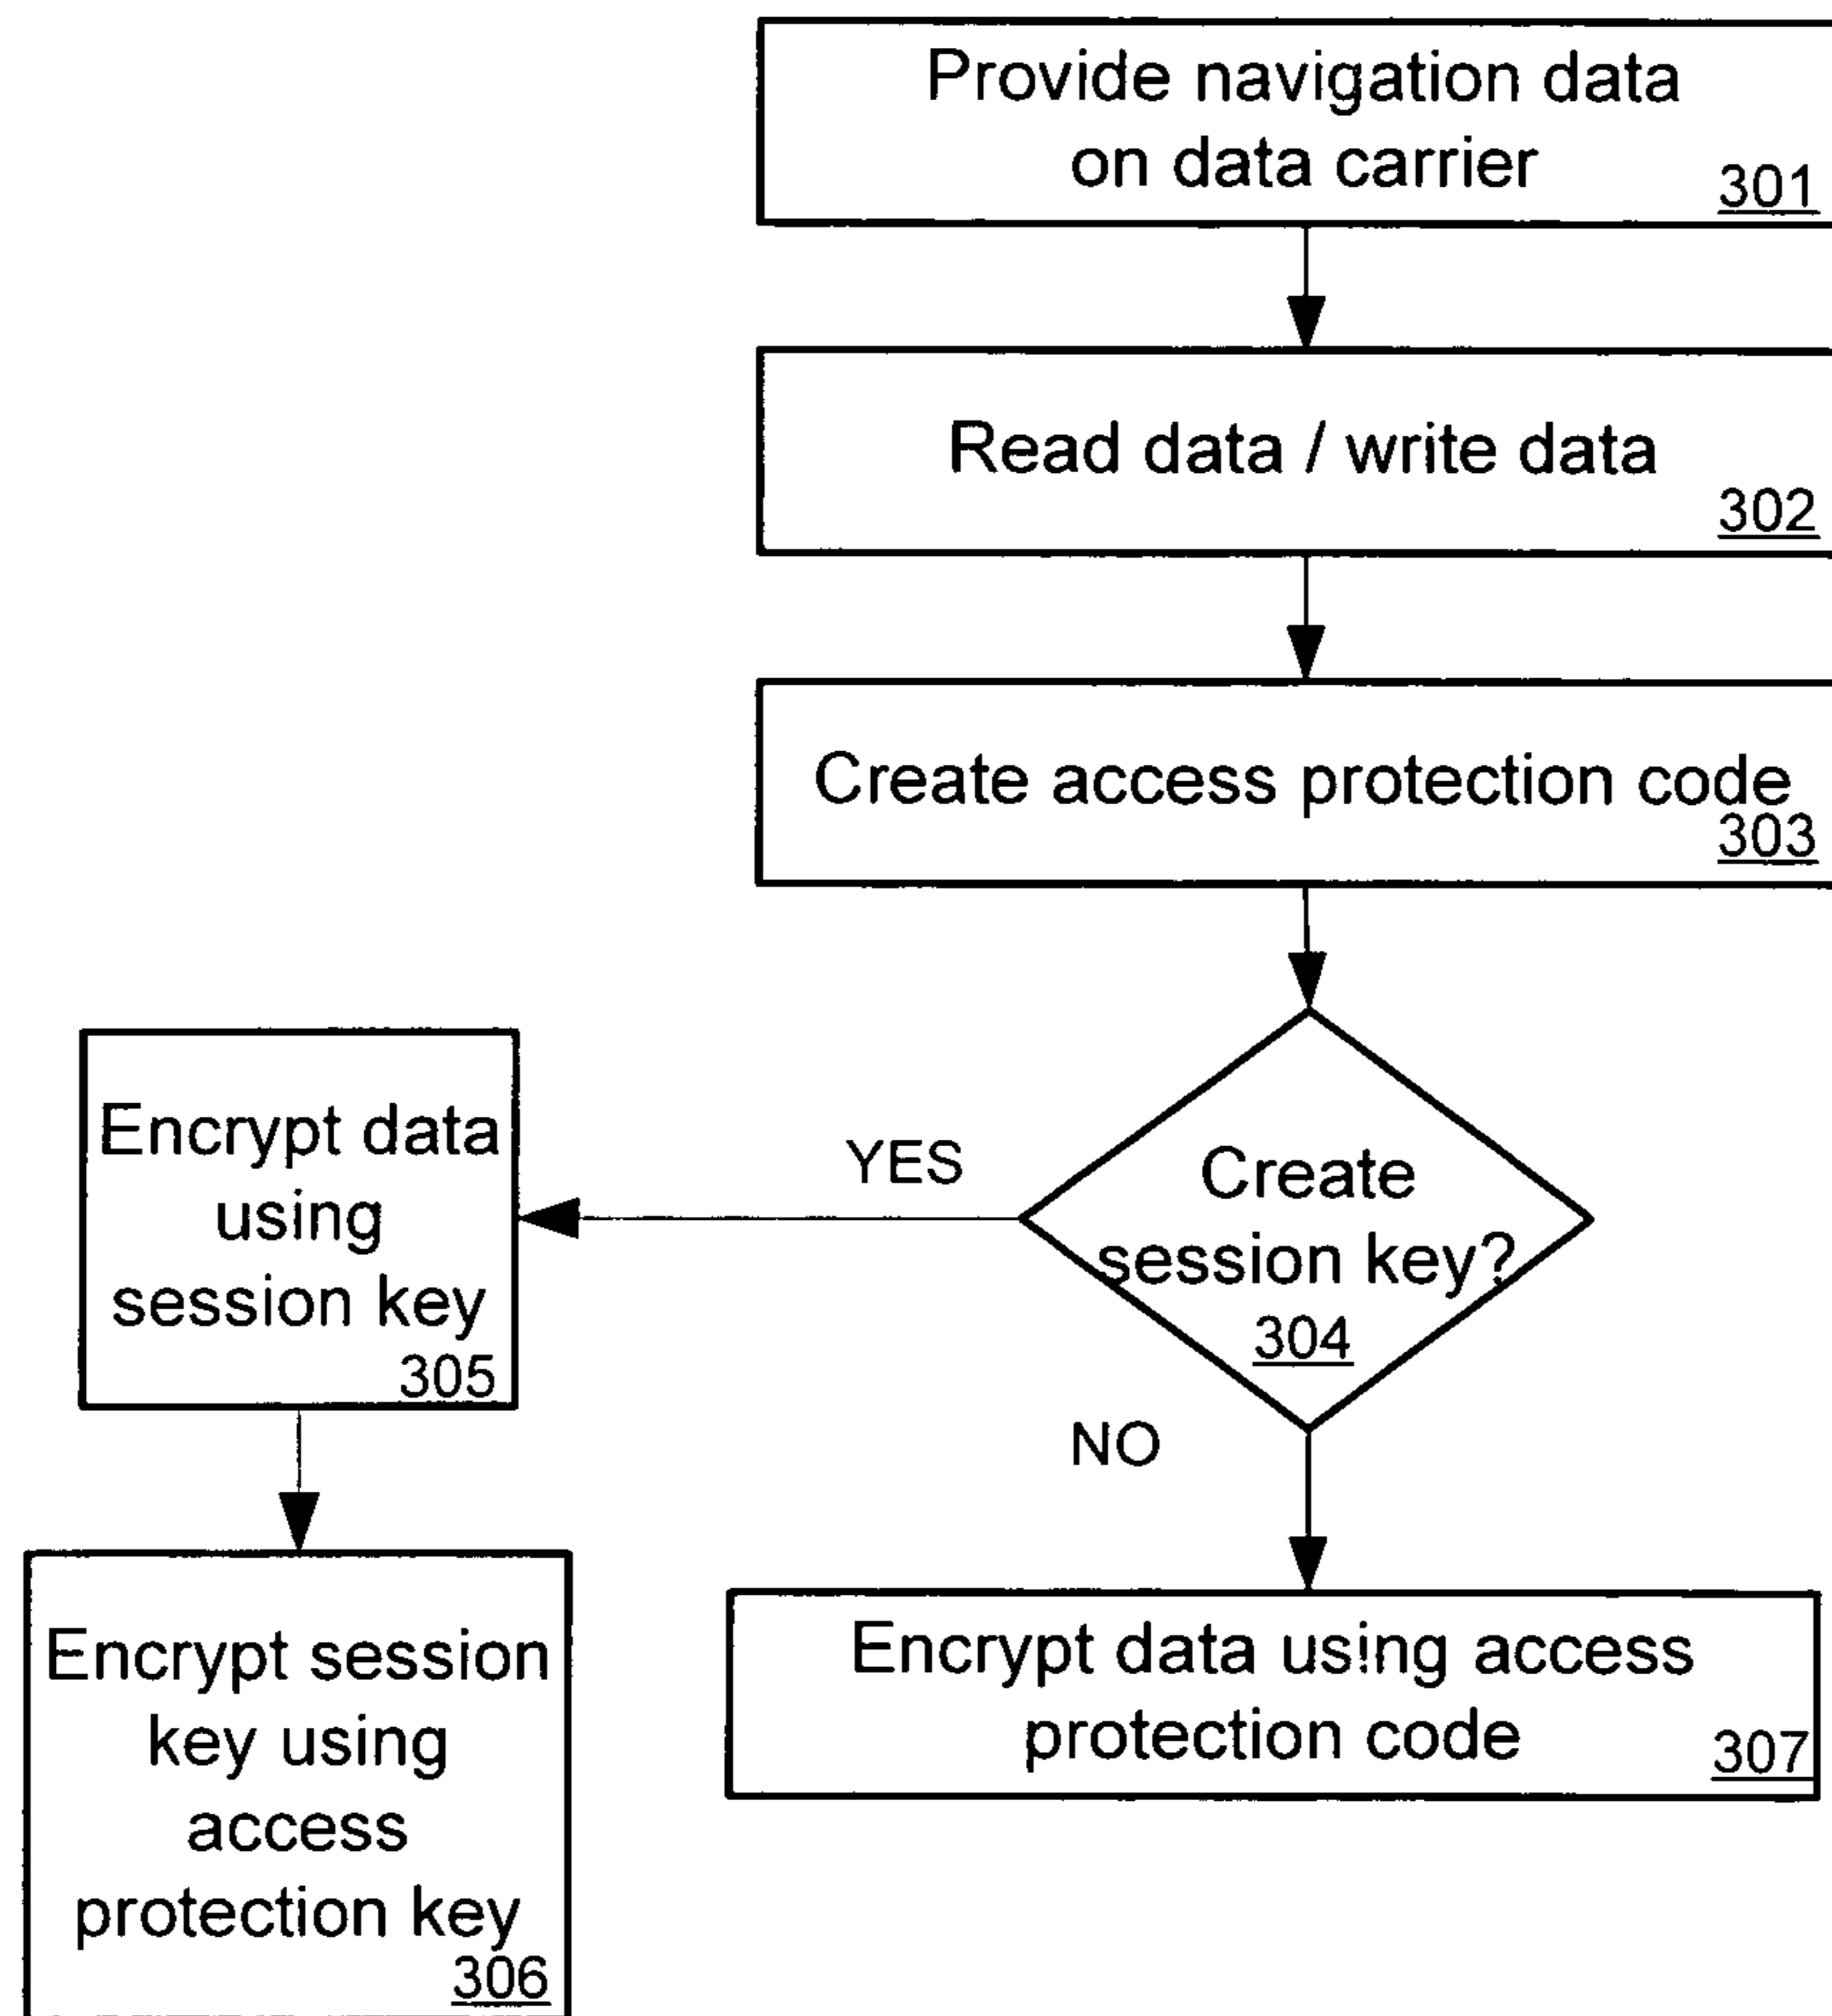 Provide navigation data
on data carrier
301
Read data / write data
302
Create access protection code
303
Create
session key?
304
YES
NO
Encrypt data
using
session key
305
Encrypt session
key using
access
protection key
306
Encrypt data using access
protection code
307